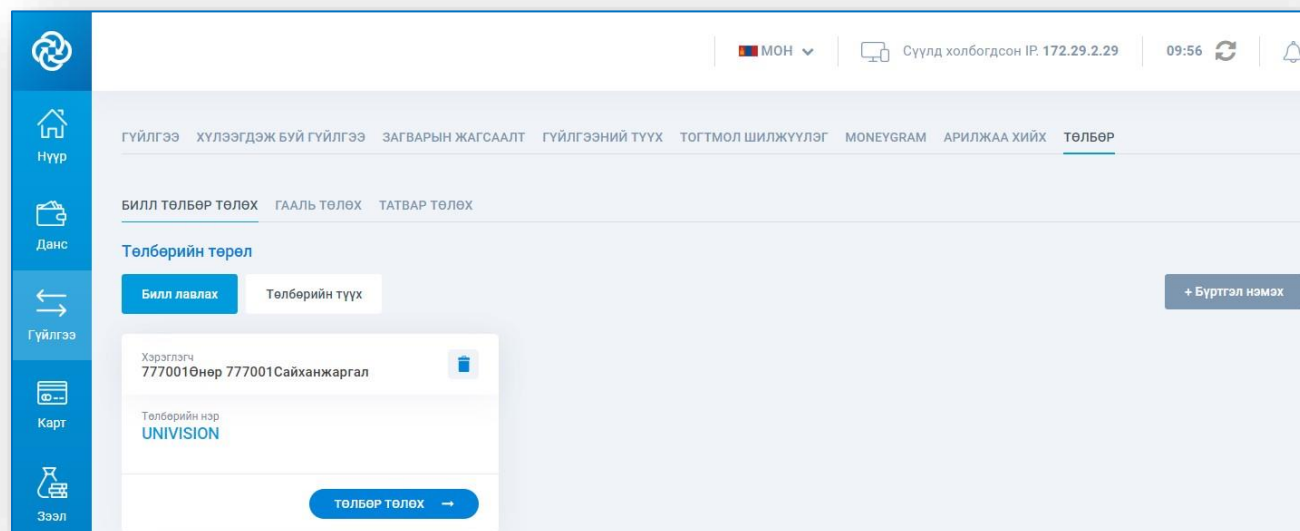 МОН
Сүүлд холбогдсон IP. 172.29.2.29
09:56
Нүүр
Данс
Гүйлгээ
Карт
Зээл
ГҮЙЛГЭЭ ХҮЛЭЭГДЭЖ БУЙ ГҮЙЛГЭЭ ЗАГВАРЫН ЖАГСААЛТ ГҮЙЛГЭЭНИЙ ТҮҮХ ТОГТМОЛ ШИЛЖҮҮЛЭГ MONEYGRAM АРИЛЖАА ХИЙХ ТӨЛБӨР
БИЛЛ ТӨЛБӨР ТӨЛӨХ ГААЛЬ ТӨЛӨХ ТАТВАР ТӨЛӨХ
Төлбөрийн төрөл
Билл лавлах Төлбөрийн түүх
+ Бүртгэл нэмэх
Хэрэглэгч
777001Өнөр 777001Сайханжаргал
Төлбөрийн нэр
UNIVISION
ТӨЛБӨР ТӨЛӨХ →